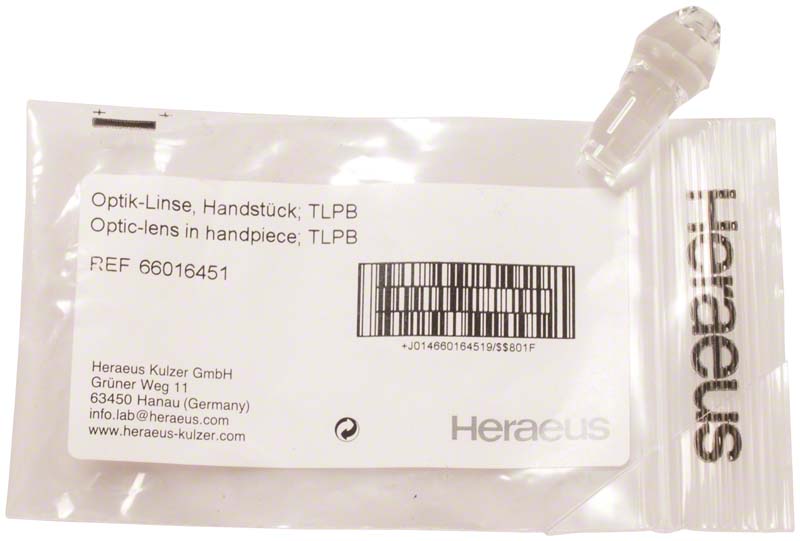 Optik-Linse, Handstück; TLPB
Optic-lens in handpiece; TLPB
REF 66016451
+J014660164519/$$801F
Heraeus Kulzer GmbH
Grüner Weg 11
63450 Hanau (Germany)
info.lab@heraeus.com
www.heraeus-kulzer.com
Heraeus
Heraeus